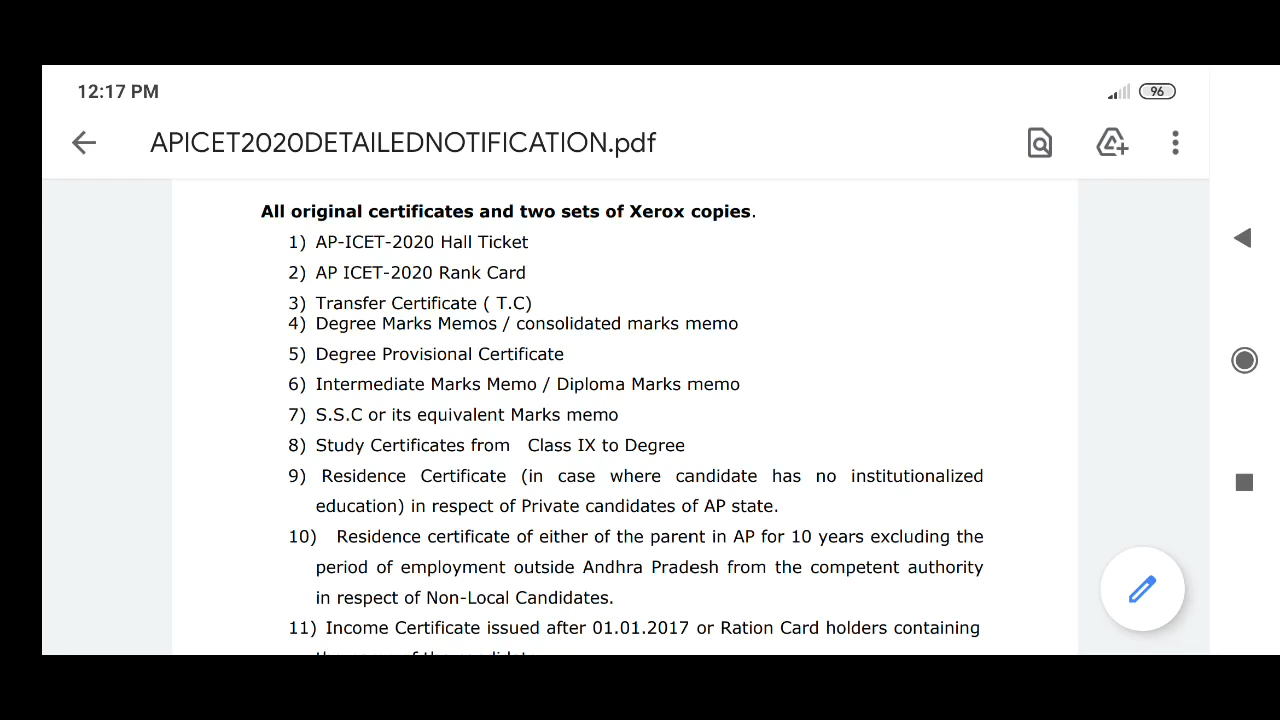 12:17 PM
96
APICET2020DETAILEDNOTIFICATION.pdf
All original certificates and two sets of Xerox copies.
1) AP-ICET-2020 Hall Ticket
2) AP ICET-2020 Rank Card
3) Transfer Certificate ( T.C)
4) Degree Marks Memos / consolidated marks memo
5) Degree Provisional Certificate
6) Intermediate Marks Memo / Diploma Marks memo
7) S.S.C or its equivalent Marks memo
8) Study Certificates from Class IX to Degree
9) Residence Certificate (in case where candidate has no institutionalized
education) in respect of Private candidates of AP state.
10) Residence certificate of either of the parent in AP for 10 years excluding the
period of employment outside Andhra Pradesh from the competent authority
in respect of Non-Local Candidates.
11) Income Certificate issued after 01.01.2017 or Ration Card holders containing